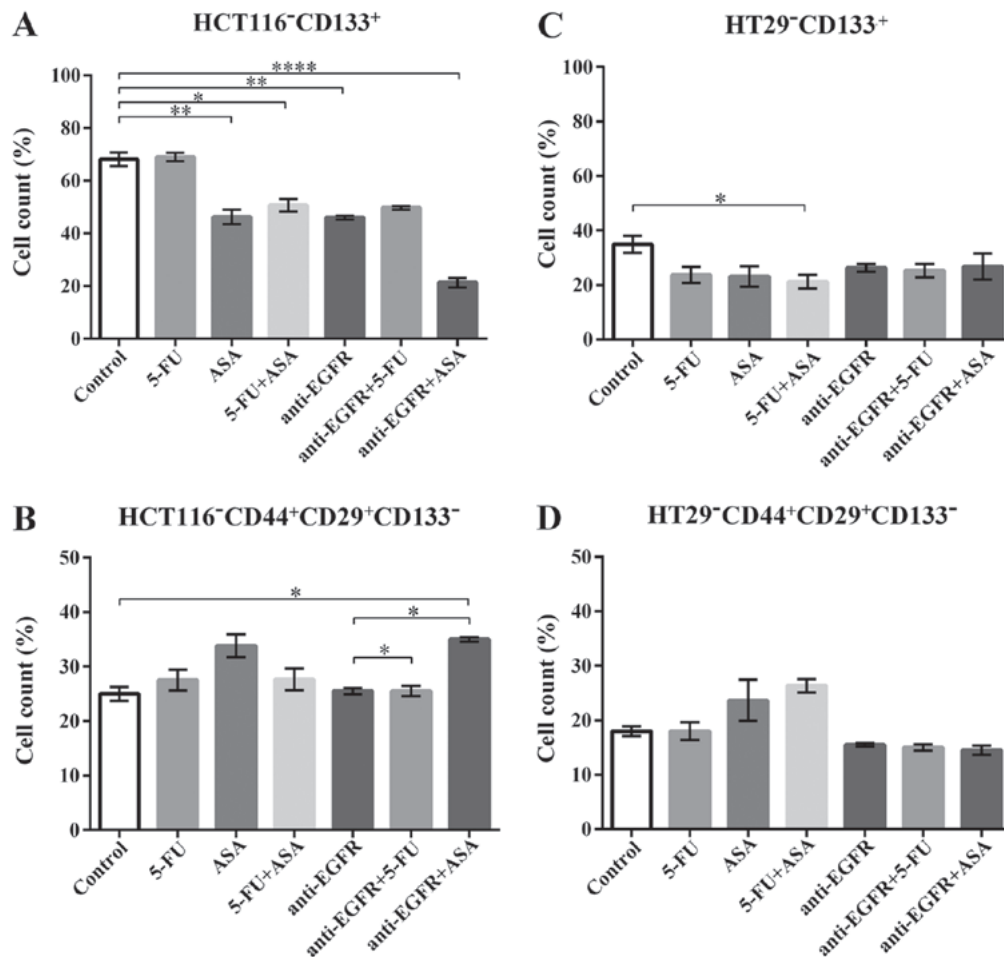 A
HCT116⁻CD133⁺
****
**
*
**
Cell count (%)
100
80
60
40
20
0
Control
5-FU
ASA
5-FU+ASA
anti-EGFR
anti-EGFR+5-FU
anti-EGFR+ASA
C
HT29⁻CD133⁺
*
Cell count (%)
100
80
60
40
20
0
Control
5-FU
ASA
5-FU+ASA
anti-EGFR
anti-EGFR+5-FU
anti-EGFR+ASA
B
HCT116⁻CD44⁺CD29⁺CD133⁻
*
*
*
Cell count (%)
50
40
30
20
10
0
Control
5-FU
ASA
5-FU+ASA
anti-EGFR
anti-EGFR+5-FU
anti-EGFR+ASA
D
HT29⁻CD44⁺CD29⁺CD133⁻
Cell count (%)
50
40
30
20
10
0
Control
5-FU
ASA
5-FU+ASA
anti-EGFR
anti-EGFR+5-FU
anti-EGFR+ASA